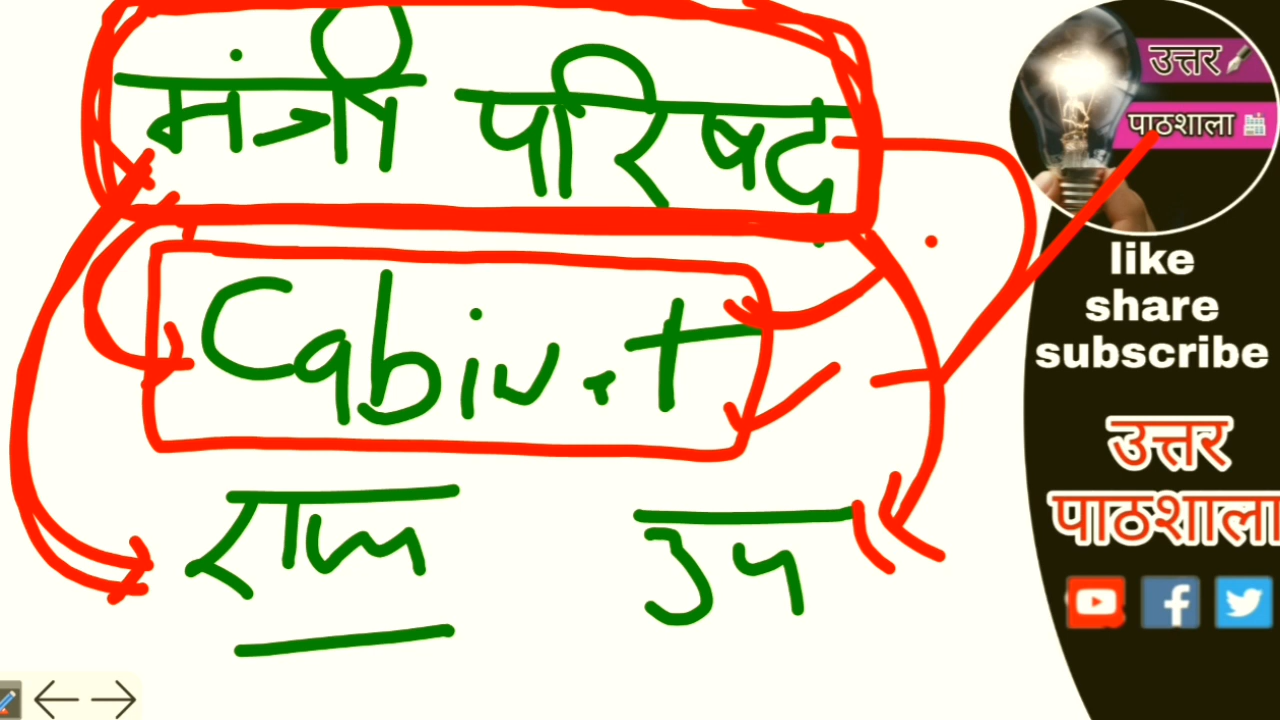 मंत्री परिषद
Cabinet
राज्य
उप
उत्तर
पाठशाला
like
share
subscribe
उत्तर
पाठशाला